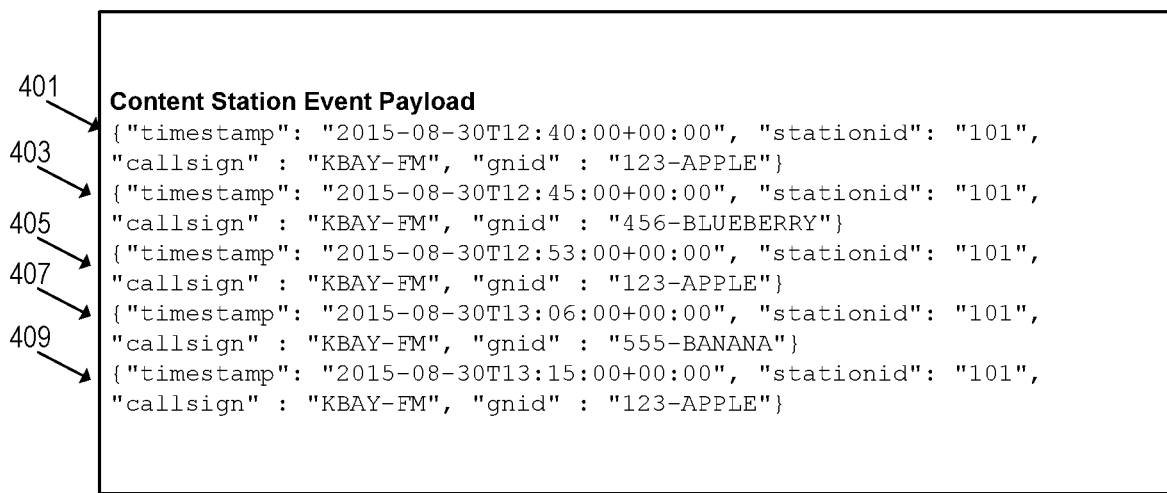 401
Content Station Event Payload
{"timestamp": "2015-08-30T12:40:00+00:00", "stationid": "101",
403
"callsign" : "KBAY-FM", "gnid" : "123-APPLE"}
{"timestamp": "2015-08-30T12:45:00+00:00", "stationid": "101",
405
"callsign" : "KBAY-FM", "gnid" : "456-BLUEBERRY"}
{"timestamp": "2015-08-30T12:53:00+00:00", "stationid": "101",
407
"callsign" : "KBAY-FM", "gnid" : "123-APPLE"}
{"timestamp": "2015-08-30T13:06:00+00:00", "stationid": "101",
409
"callsign" : "KBAY-FM", "gnid" : "555-BANANA"}
{"timestamp": "2015-08-30T13:15:00+00:00", "stationid": "101",
"callsign" : "KBAY-FM", "gnid" : "123-APPLE"}